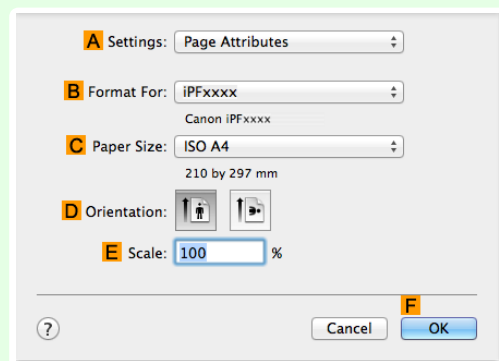 A Settings: Page Attributes
B Format For: iPFxxxx
Canon iPFxxxx
C Paper Size: ISO A4
210 by 297 mm
D Orientation:
E Scale: 100 %
F
? Cancel OK